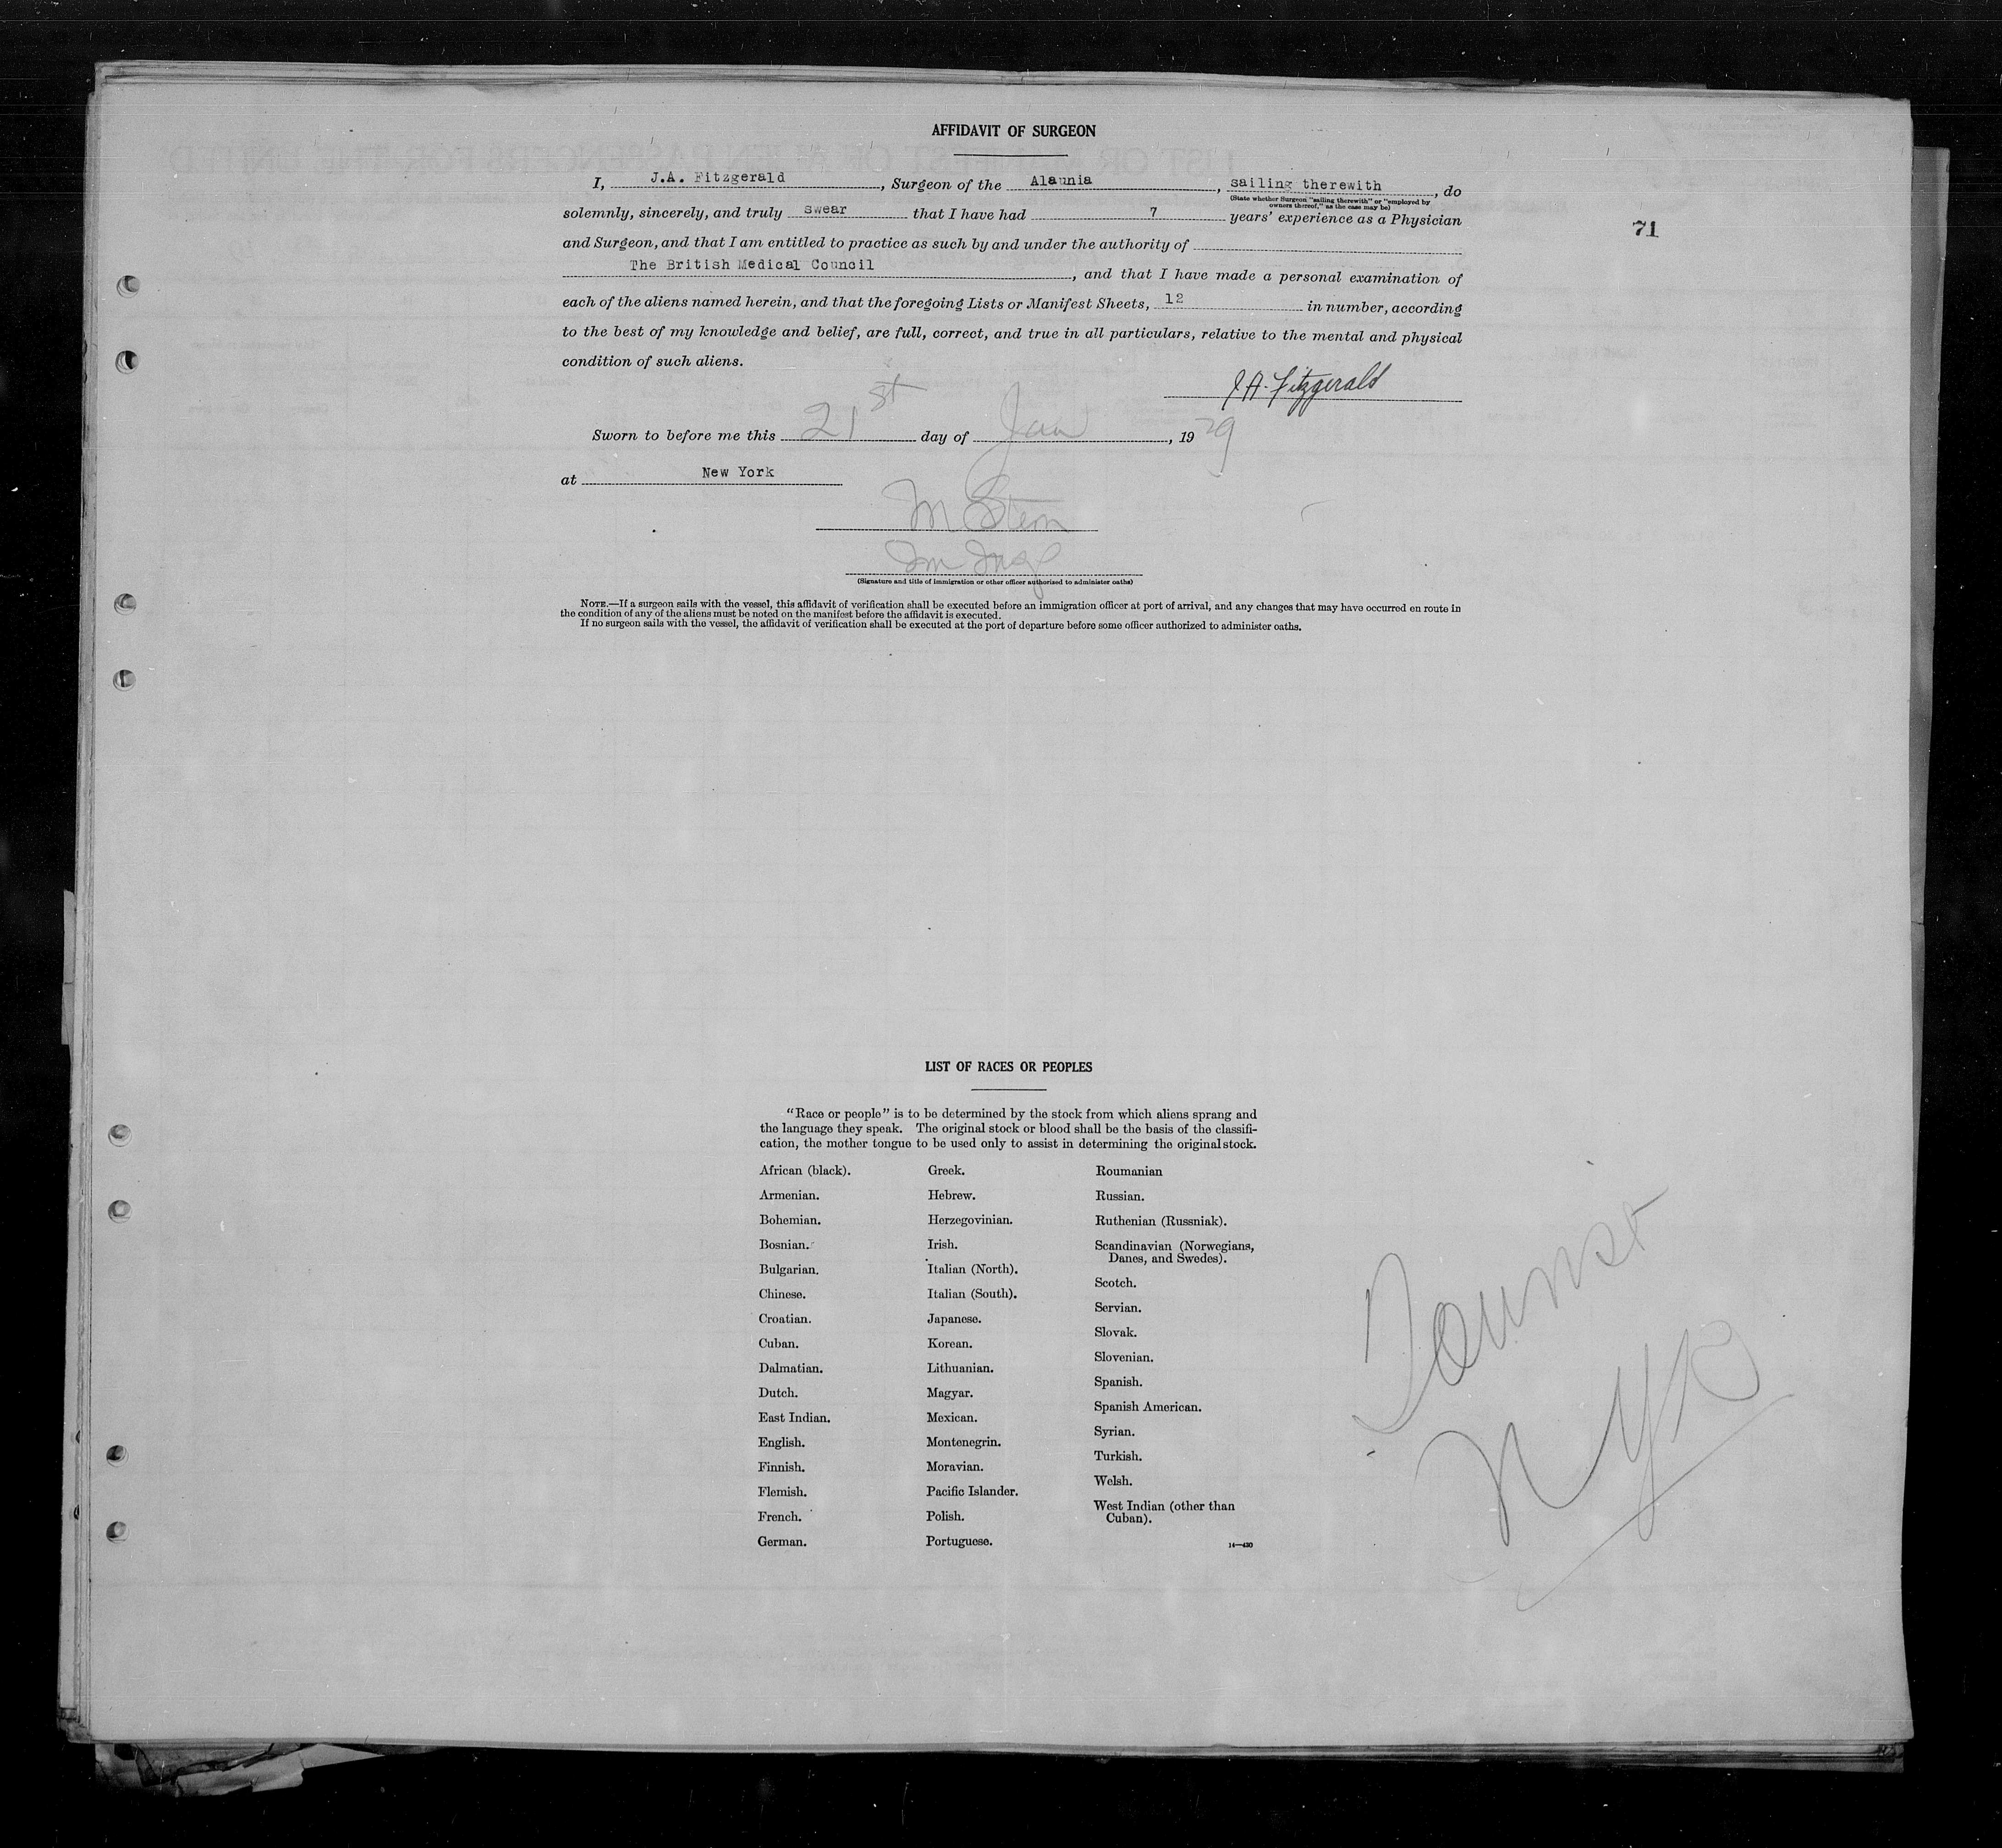 AFFIDAVIT OF SURGEON
I, J.A. Fitzgerald, Surgeon of the Alaunia, sailing therewith, do
(State whether Surgeon "sailing therewith" or "employed by
owners thereof," as the case may be)
solemnly, sincerely, and truly swear that I have had 7 years' experience as a Physician
71
and Surgeon, and that I am entitled to practice as such by and under the authority of
The British Medical Council, and that I have made a personal examination of
each of the aliens named herein, and that the foregoing Lists or Manifest Sheets, 12 in number, according
to the best of my knowledge and belief, are full, correct, and true in all particulars, relative to the mental and physical
condition of such aliens.
J A. Fitzgerald
Sworn to before me this 21st day of Jan, 1929
at New York
M Stern
(Signature and title of immigration or other officer authorized to administer oaths)
NOTE.—If a surgeon sails with the vessel, this affidavit of verification shall be executed before an immigration officer at port of arrival, and any changes that may have occurred en route in
the condition of any of the aliens must be noted on the manifest before the affidavit is executed.
If no surgeon sails with the vessel, the affidavit of verification shall be executed at the port of departure before some officer authorized to administer oaths.
LIST OF RACES OR PEOPLES
"Race or people" is to be determined by the stock from which aliens sprang and
the language they speak. The original stock or blood shall be the basis of the classifi-
cation, the mother tongue to be used only to assist in determining the original stock.
African (black).
Armenian.
Bohemian.
Bosnian.
Bulgarian.
Chinese.
Croatian.
Cuban.
Dalmatian.
Dutch.
East Indian.
English.
Finnish.
Flemish.
French.
German.
Greek.
Hebrew.
Herzegovinian.
Irish.
Italian (North).
Italian (South).
Japanese.
Korean.
Lithuanian.
Magyar.
Mexican.
Montenegrin.
Moravian.
Pacific Islander.
Polish.
Portuguese.
Roumanian
Russian.
Ruthenian (Russniak).
Scandinavian (Norwegians,
Danes, and Swedes).
Scotch.
Servian.
Slovak.
Slovenian.
Spanish.
Spanish American.
Syrian.
Turkish.
Welsh.
West Indian (other than
Cuban).
14—430
Tourist